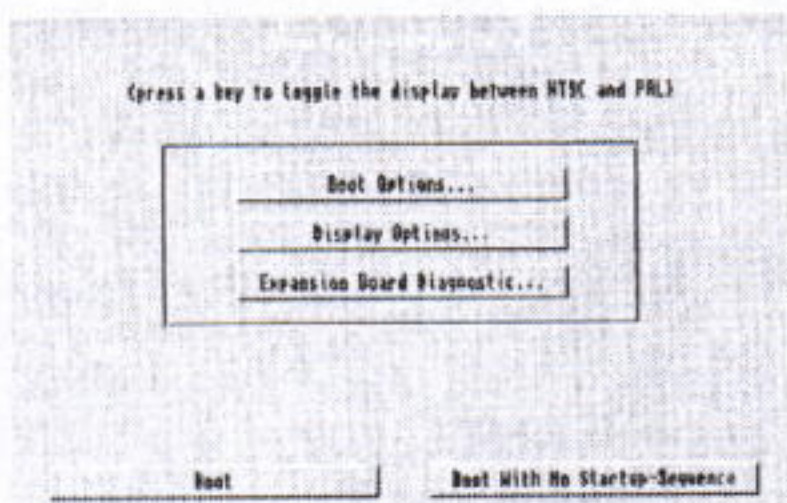 (press a key to toggle the display between NTSC and PAL)
Boot Options...
Display Options...
Expansion Board Diagnostic...
Boot
Boot With No Startup-Sequence